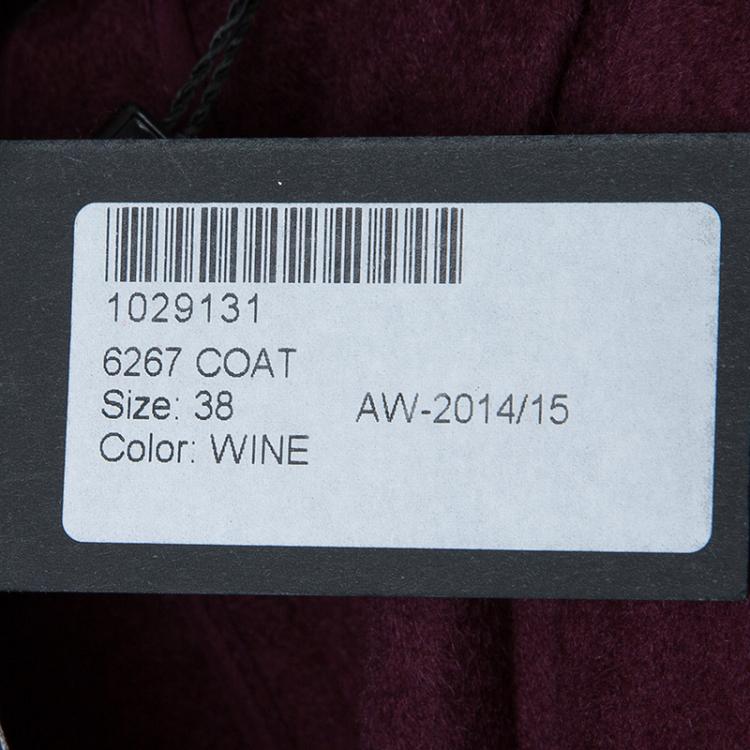 1029131
6267 COAT
Size: 38 AW-2014/15
Color: WINE